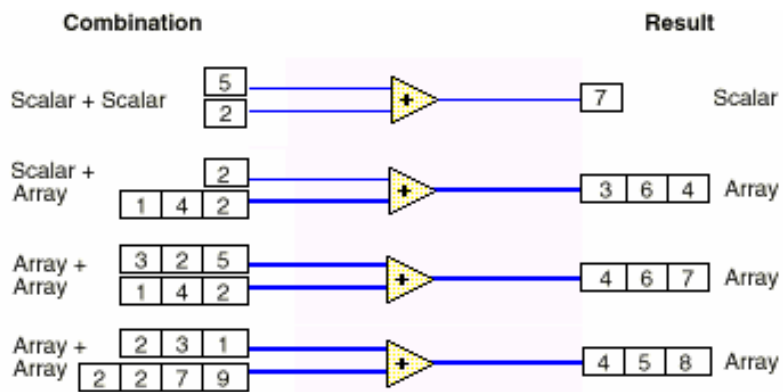 Combination Result
5
Scalar + Scalar + 7 Scalar
2
Scalar + 2
Array + 3 6 4 Array
1 4 2
Array + 3 2 5
Array 1 4 2 + 4 6 7 Array
Array + 2 3 1
Array 2 2 7 9 + 4 5 8 Array